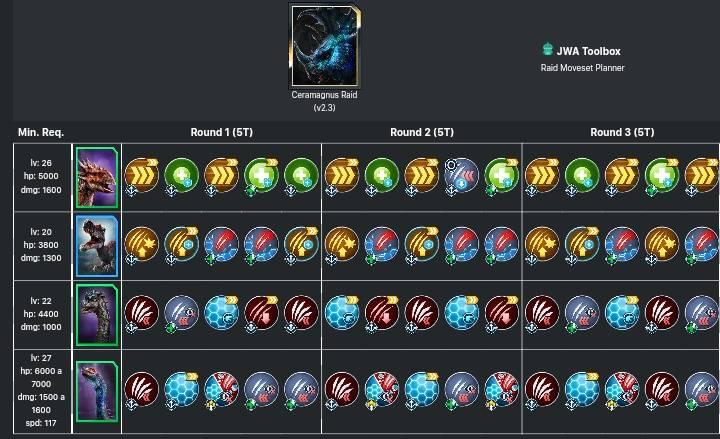 Ceramagnus Raid
(v2.3)
JWA Toolbox
Raid Moveset Planner
Min. Req.
Round 1 (5T)
Round 2 (5T)
Round 3 (5T)
lv: 26
hp: 5000
dmg: 1600
lv: 20
hp: 3800
dmg: 1300
lv: 22
hp: 4400
dmg: 1000
lv: 27
hp: 6000 a
7000
dmg: 1500 a
1600
spd: 117